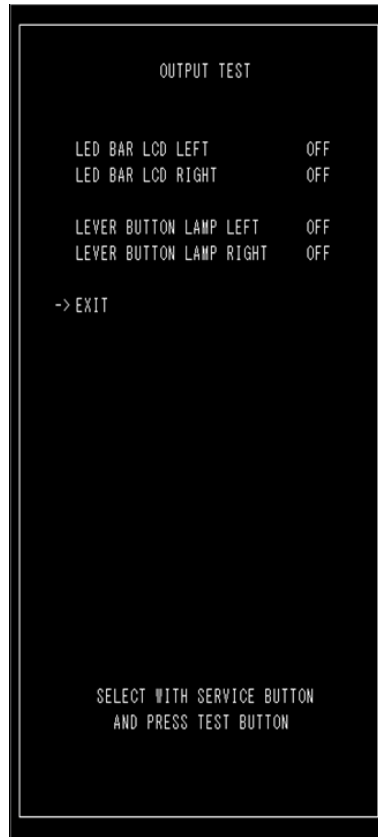 OUTPUT TEST
LED BAR LCD LEFT OFF
LED BAR LCD RIGHT OFF
LEVER BUTTON LAMP LEFT OFF
LEVER BUTTON LAMP RIGHT OFF
-> EXIT
SELECT WITH SERVICE BUTTON
AND PRESS TEST BUTTON